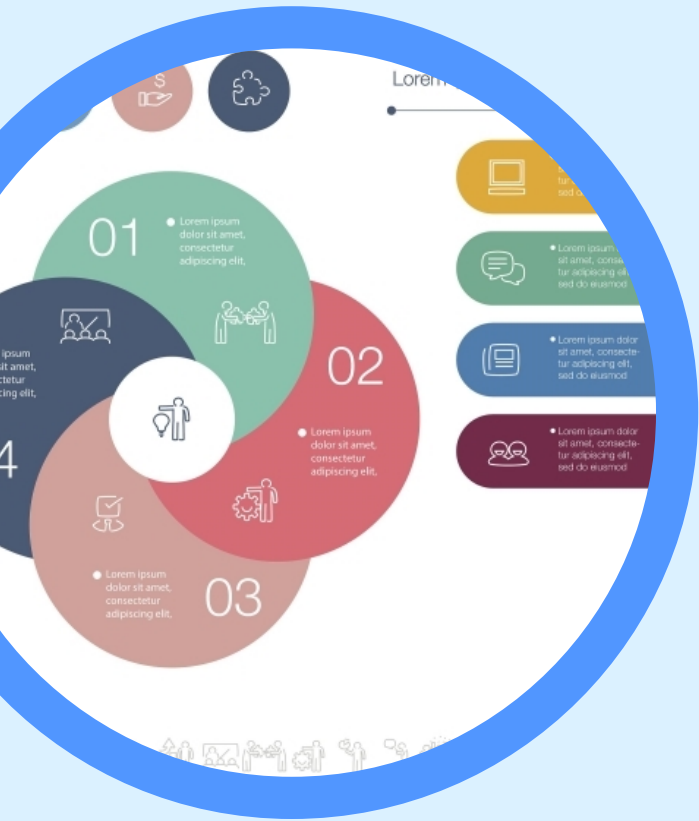 $
Lorem
01
Lorem ipsum
dolor sit amet,
consectetur
adipiscing elit,
02
Lorem ipsum
dolor sit amet,
consectetur
adipiscing elit,
03
Lorem ipsum
dolor sit amet,
consectetur
adipiscing elit,
4
ipsum
sit amet,
ctetur
cing elit,
sed d
Lorem ipsum
sit amet, conse
tur adipiscing eli
sed do eiusmod
Lorem ipsum dolor
sit amet, consecte-
tur adipiscing elit,
sed do eiusmod
Lorem ipsum dolor
sit amet, consecte-
tur adipiscing elit,
sed do eiusmod